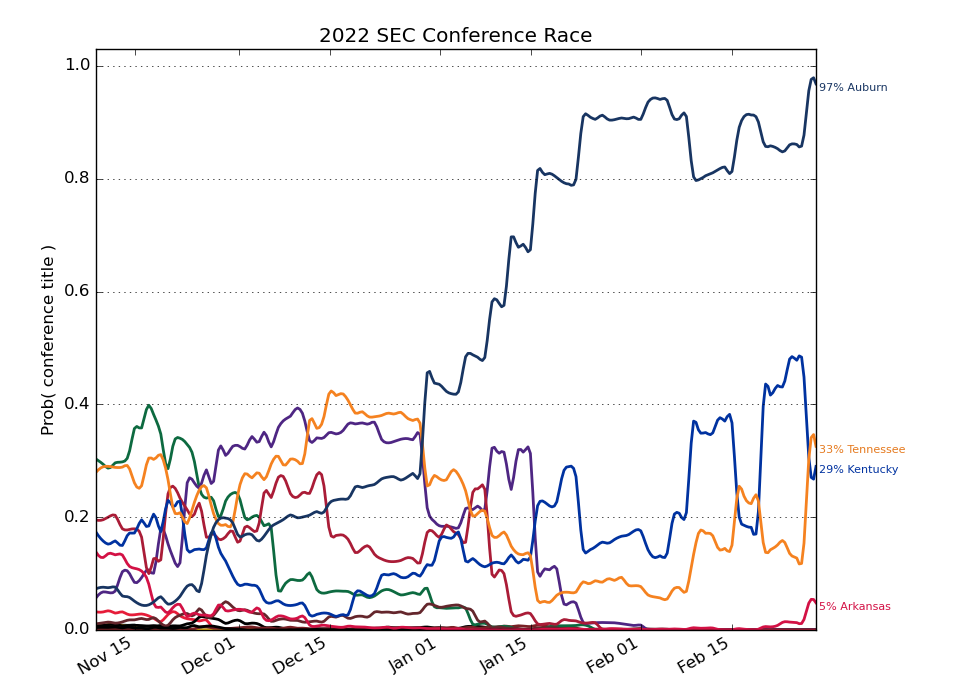 2022 SEC Conference Race
Prob( conference title )
1.0
0.8
0.6
0.4
0.2
0.0
97% Auburn
33% Tennessee
29% Kentucky
5% Arkansas
Nov 15
Dec 01
Dec 15
Jan 01
Jan 15
Feb 01
Feb 15